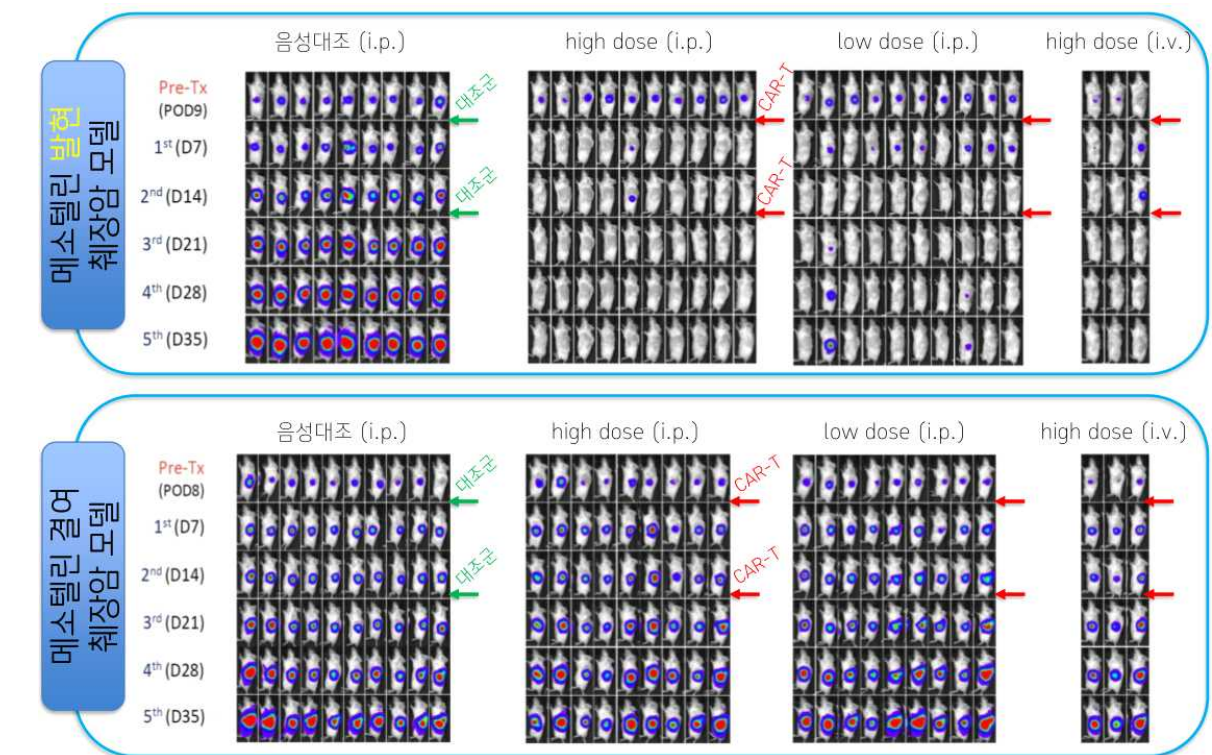 메소텔린 발현
췌장암 모델
음성대조 (i.p.)
high dose (i.p.)
low dose (i.p.)
high dose (i.v.)
Pre-Tx
(POD9)
1st (D7)
2nd (D14)
3rd (D21)
4th (D28)
5th (D35)
대조군
대조군
CAR-T
CAR-T
메소텔린 결여
췌장암 모델
음성대조 (i.p.)
high dose (i.p.)
low dose (i.p.)
high dose (i.v.)
Pre-Tx
(POD8)
1st (D7)
2nd (D14)
3rd (D21)
4th (D28)
5th (D35)
대조군
대조군
CAR-T
CAR-T